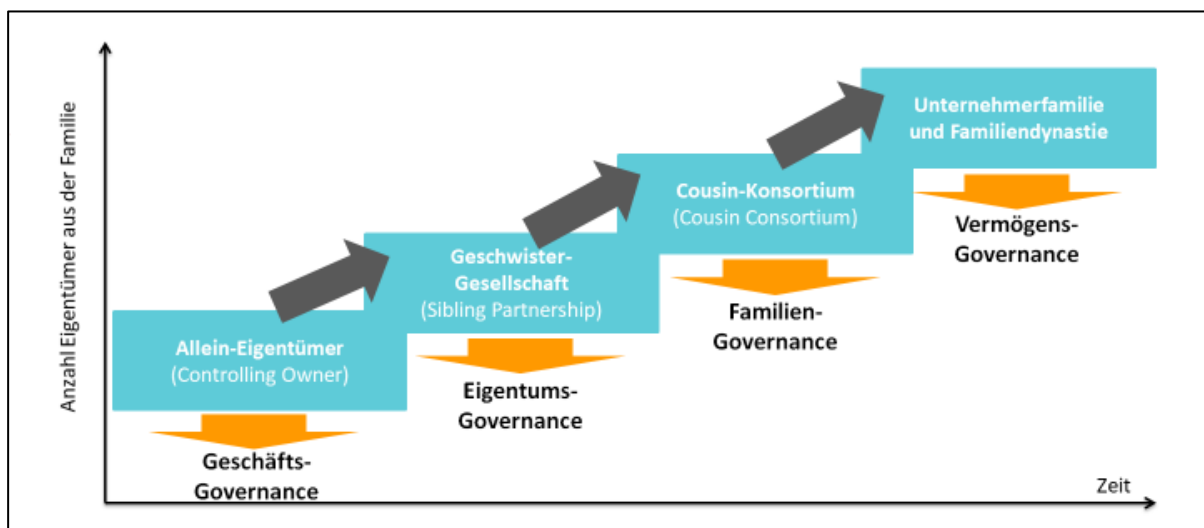 Anzahl Eigentümer aus der Familie
Unternehmerfamilie
und Familiendynastie
Vermögens-
Governance
Cousin-Konsortium
(Cousin Consortium)
Familien-
Governance
Geschwister-
Gesellschaft
(Sibling Partnership)
Eigentums-
Governance
Allein-Eigentümer
(Controlling Owner)
Geschäfts-
Governance
Zeit